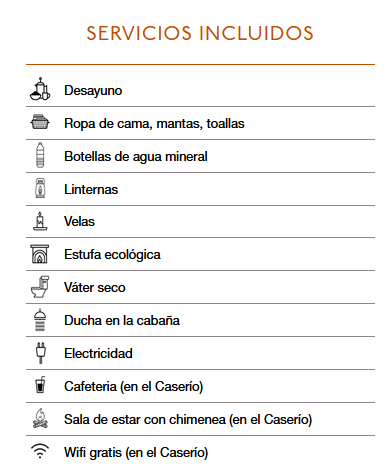 SERVICIOS INCLUIDOS
Desayuno
Ropa de cama, mantas, toallas
Botellas de agua mineral
Linternas
Velas
Estufa ecológica
Váter seco
Ducha en la cabaña
Electricidad
Cafeteria (en el Caserío)
Sala de estar con chimenea (en el Caserío)
Wifi gratis (en el Caserío)